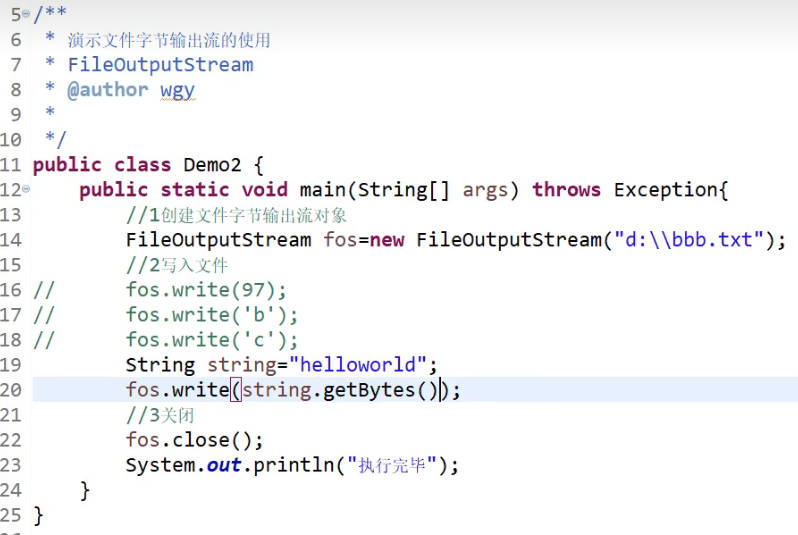 5 /**
6  * 演示文件字节输出流的使用
7  * FileOutputStream
8  * @author wgy
9  *
10  */
11 public class Demo2 {
12     public static void main(String[] args) throws Exception{
13         //1创建文件字节输出流对象
14         FileOutputStream fos=new FileOutputStream("d:\\bbb.txt");
15         //2写入文件
16 //      fos.write(97);
17 //      fos.write('b');
18 //      fos.write('c');
19         String string="helloworld";
20         fos.write(string.getBytes());
21         //3关闭
22         fos.close();
23         System.out.println("执行完毕");
24     }
25 }